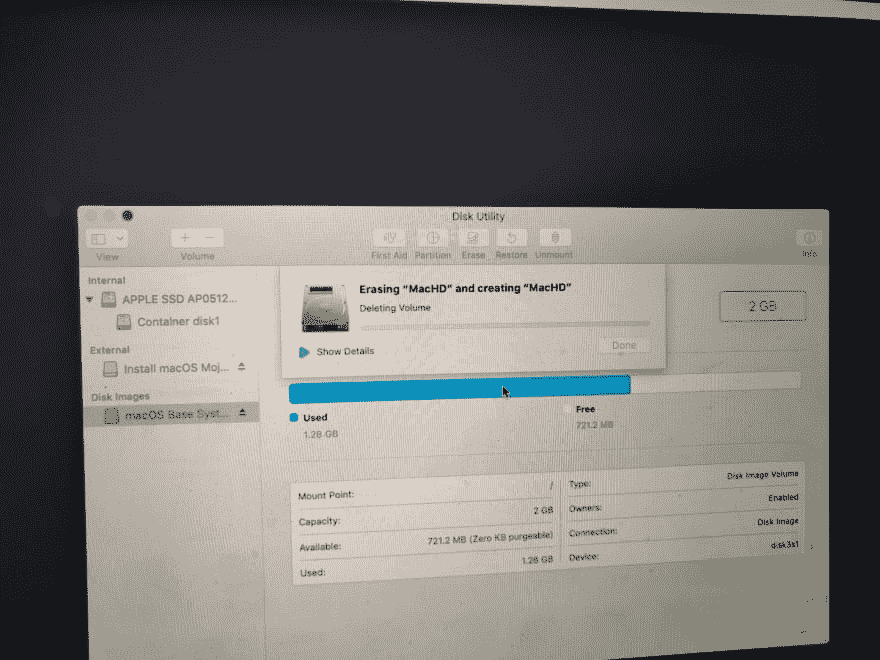 Disk Utility
View
Volume
First Aid
Partition
Erase
Restore
Unmount
Info
Internal
APPLE SSD AP0512...
Container disk1
External
Install macOS Moj...
Disk Images
macOS Base Syst...
Erasing “MacHD” and creating “MacHD”
Deleting Volume
Show Details
Done
2 GB
Used
1.28 GB
Free
721.2 MB
Mount Point: /
Capacity: 2 GB
Available: 721.2 MB (Zero KB purgeable)
Used: 1.28 GB
Type: Disk Image Volume
Owners: Enabled
Connection: Disk Image
Device: disk3s1